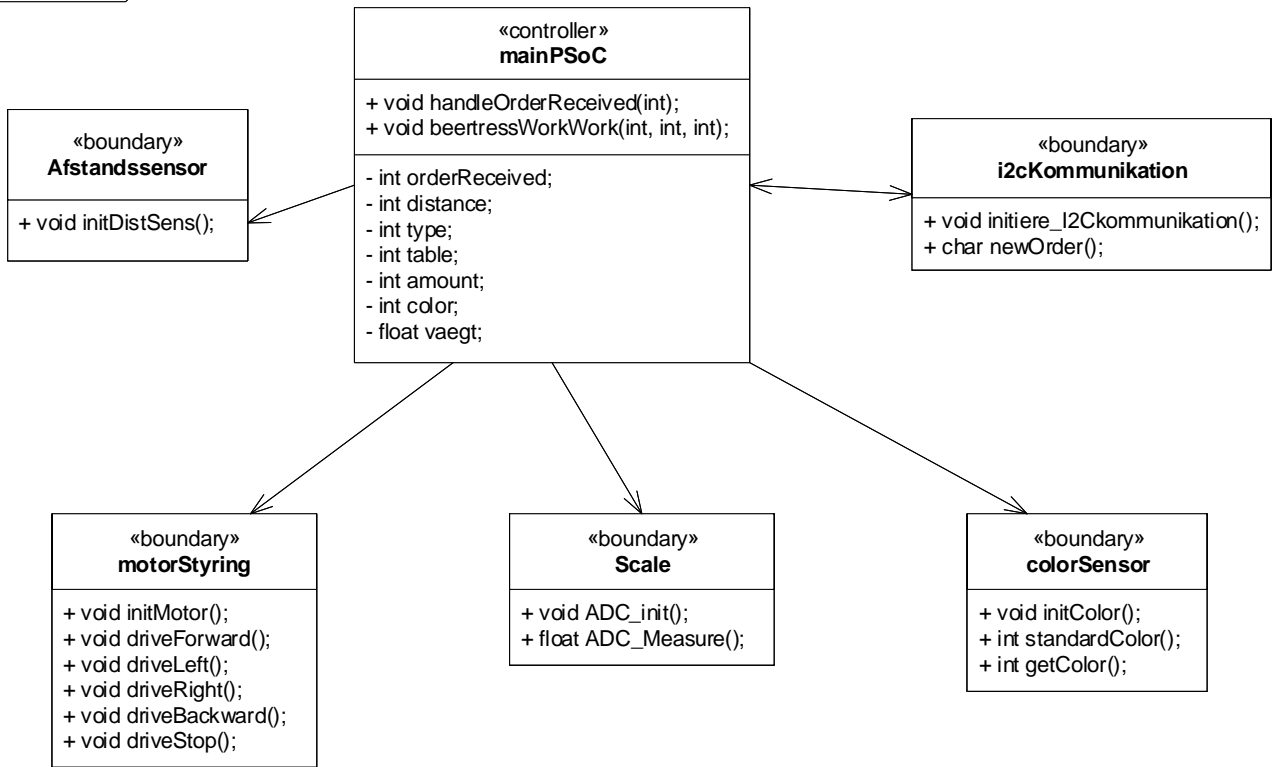 «controller»
mainPSoC
+ void handleOrderReceived(int);
+ void beertressWorkWork(int, int, int);
- int orderReceived;
- int distance;
- int type;
- int table;
- int amount;
- int color;
- float vaegt;
«boundary»
Afstandssensor
+ void initDistSens();
«boundary»
i2cKommunikation
+ void initiere_I2Ckommunikation();
+ char newOrder();
«boundary»
motorStyring
+ void initMotor();
+ void driveForward();
+ void driveLeft();
+ void driveRight();
+ void driveBackward();
+ void driveStop();
«boundary»
Scale
+ void ADC_init();
+ float ADC_Measure();
«boundary»
colorSensor
+ void initColor();
+ int standardColor();
+ int getColor();